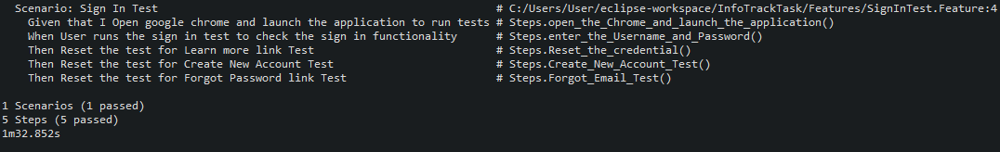 Scenario: Sign In Test # C:/Users/User/eclipse-workspace/InfoTrackTask/Features/SignInTest.Feature:4
Given that I Open google chrome and launch the application to run tests # Steps.open_the_Chrome_and_launch_the_application()
When User runs the sign in test to check the sign in functionality # Steps.enter_the_Username_and_Password()
Then Reset the test for Learn more link Test # Steps.Reset_the_credential()
Then Reset the test for Create New Account Test # Steps.Create_New_Account_Test()
Then Reset the test for Forgot Password link Test # Steps.Forgot_Email_Test()
1 Scenarios (1 passed)
5 Steps (5 passed)
1m32.852s